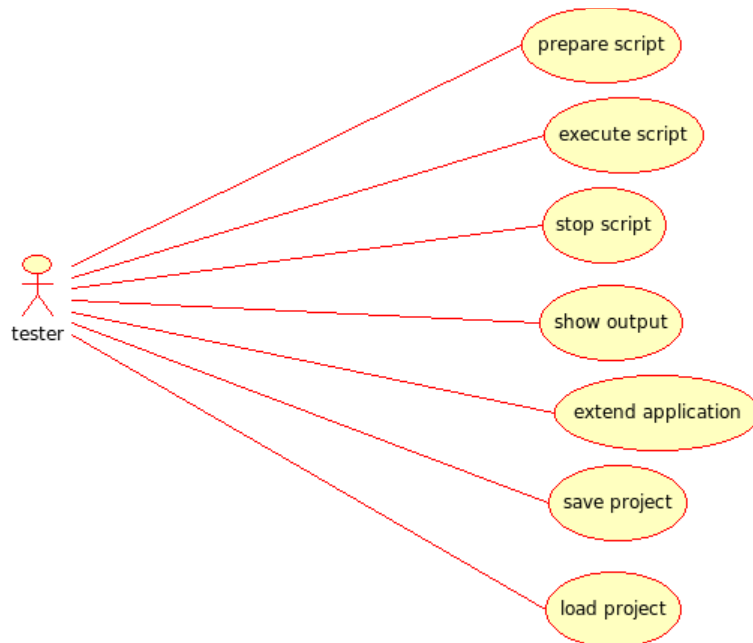 prepare script
execute script
stop script
show output
tester
extend application
save project
load project